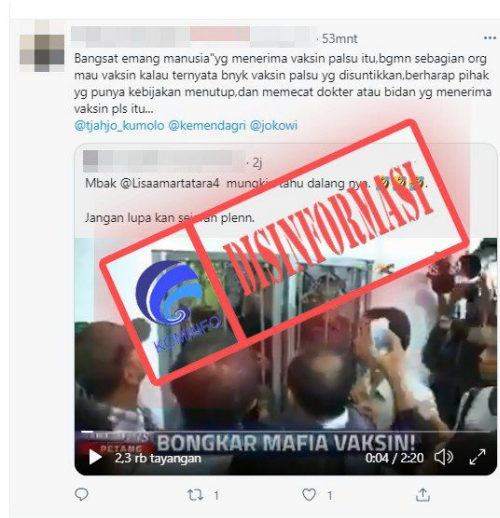 · 53mnt
Bangsat emang manusia"yg menerima vaksin palsu itu,bgmn sebagian org
mau vaksin kalau ternyata bnyk vaksin palsu yg disuntikkan,berharap pihak
yg punya kebijakan menutup,dan memecat dokter atau bidan yg menerima
vaksin pls itu...
@tjahjo_kumolo @kemendagri @jokowi
· 2j
Mbak @Lisaamartatara4 mungkin tahu dalang nya.
Jangan lupa kan sejarah plenn.
DISINFORMASI
KOMINFO
PETANG
BONGKAR MAFIA VAKSIN!
2,3 rb tayangan
0:04 / 2:20
1
1